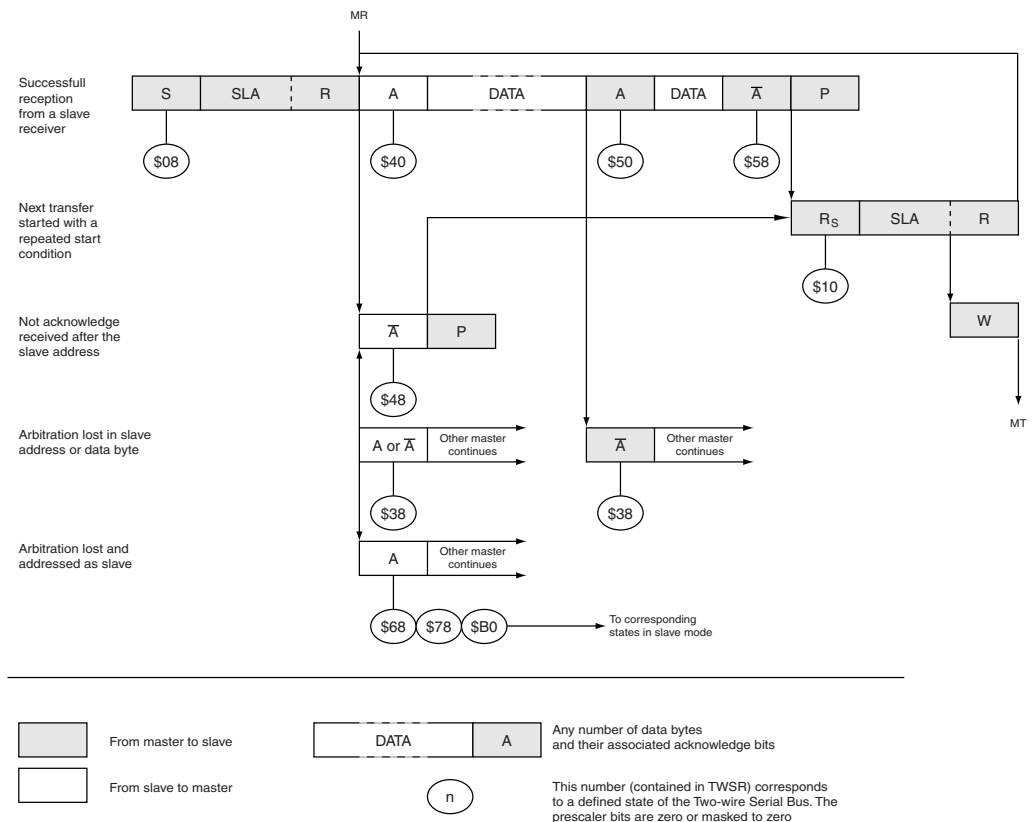 MR
Successfull
reception
from a slave
receiver
S SLA R A DATA A DATA A̅ P
$08 $40 $50 $58
Next transfer
started with a
repeated start
condition
RS SLA R
$10
Not acknowledge
received after the
slave address
A̅ P
W
$48
MT
Arbitration lost in slave
address or data byte
A or A̅ Other master
continues
A̅ Other master
continues
$38 $38
Arbitration lost and
addressed as slave
A Other master
continues
$68 $78 $B0 To corresponding
states in slave mode
From master to slave
DATA A Any number of data bytes
and their associated acknowledge bits
From slave to master
n This number (contained in TWSR) corresponds
to a defined state of the Two-wire Serial Bus. The
prescaler bits are zero or masked to zero